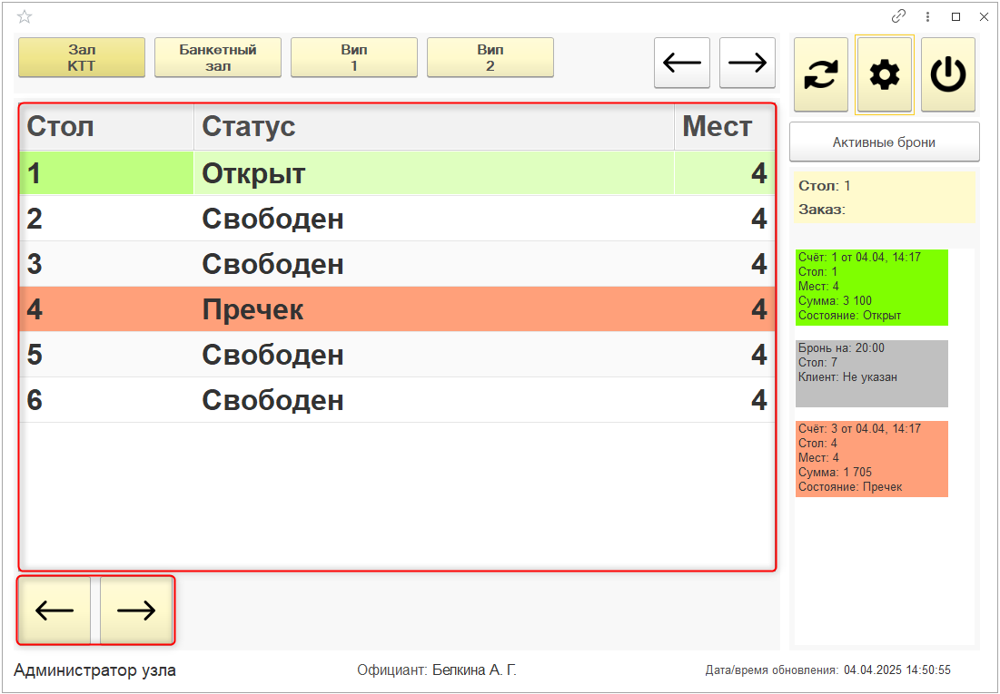 Зал
КТТ
Банкетный
зал
Вип
1
Вип
2
Активные брони
Стол Статус Мест
1 Открыт 4
2 Свободен 4
3 Свободен 4
4 Пречек 4
5 Свободен 4
6 Свободен 4
Стол: 1
Заказ:
Счёт: 1 от 04.04, 14:17
Стол: 1
Мест: 4
Сумма: 3 100
Состояние: Открыт
Бронь на: 20:00
Стол: 7
Клиент: Не указан
Счёт: 3 от 04.04, 14:17
Стол: 4
Мест: 4
Сумма: 1 705
Состояние: Пречек
Администратор узла
Официант: Белкина А. Г.
Дата/время обновления: 04.04.2025 14:50:55